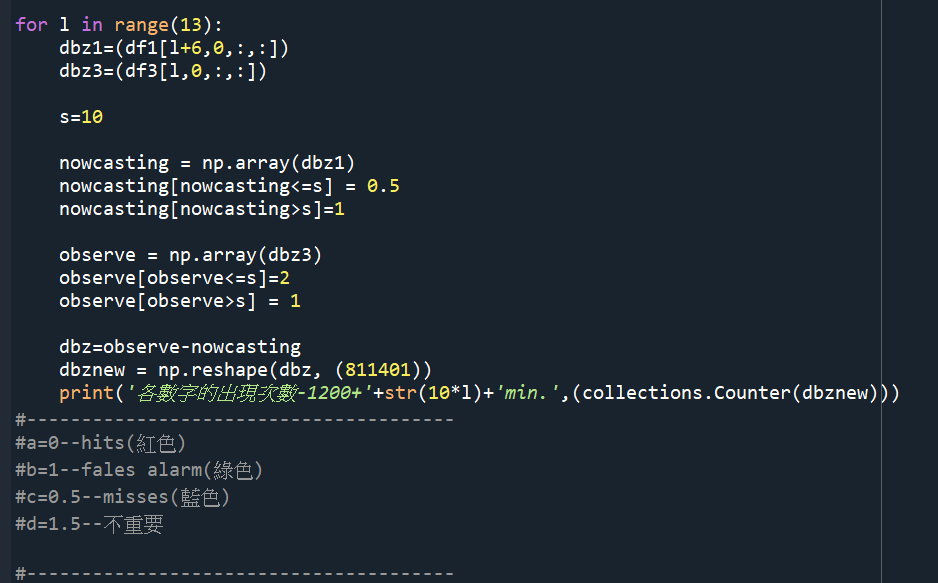 for l in range(13):
    dbz1=(df1[l+6,0,:,:])
    dbz3=(df3[l,0,:,:])
    s=10
    nowcasting = np.array(dbz1)
    nowcasting[nowcasting<=s] = 0.5
    nowcasting[nowcasting>s]=1
    observe = np.array(dbz3)
    observe[observe<=s]=2
    observe[observe>s] = 1
    dbz=observe-nowcasting
    dbznew = np.reshape(dbz, (811401))
    print('各數字的出現次數-1200+'+str(10*l)+'min.',(collections.Counter(dbznew)))
#---------------------------------------
#a=0--hits(紅色)
#b=1--fales alarm(綠色)
#c=0.5--misses(藍色)
#d=1.5--不重要
#---------------------------------------